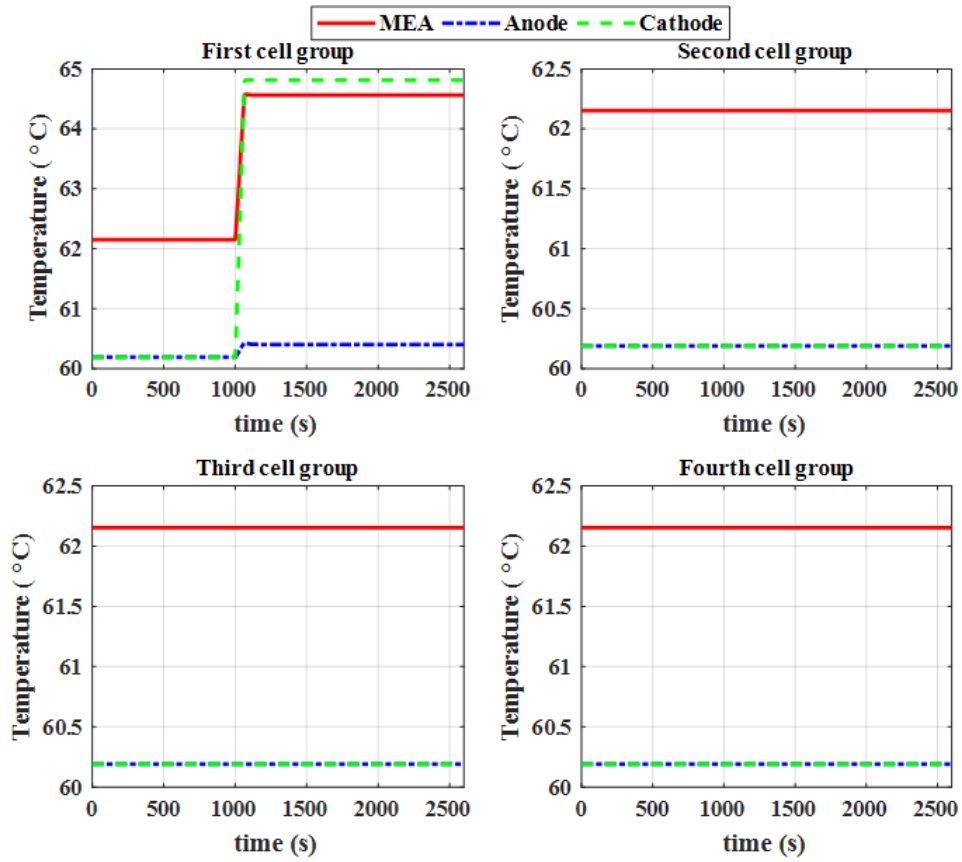 MEA Anode Cathode
First cell group
Second cell group
65
64
63
62
61
60
Temperature ( °C)
0 500 1000 1500 2000 2500
time (s)
62.5
62
61.5
61
60.5
60
Temperature ( °C)
0 500 1000 1500 2000 2500
time (s)
Third cell group
Fourth cell group
62.5
62
61.5
61
60.5
60
Temperature ( °C)
0 500 1000 1500 2000 2500
time (s)
62.5
62
61.5
61
60.5
60
Temperature ( °C)
0 500 1000 1500 2000 2500
time (s)